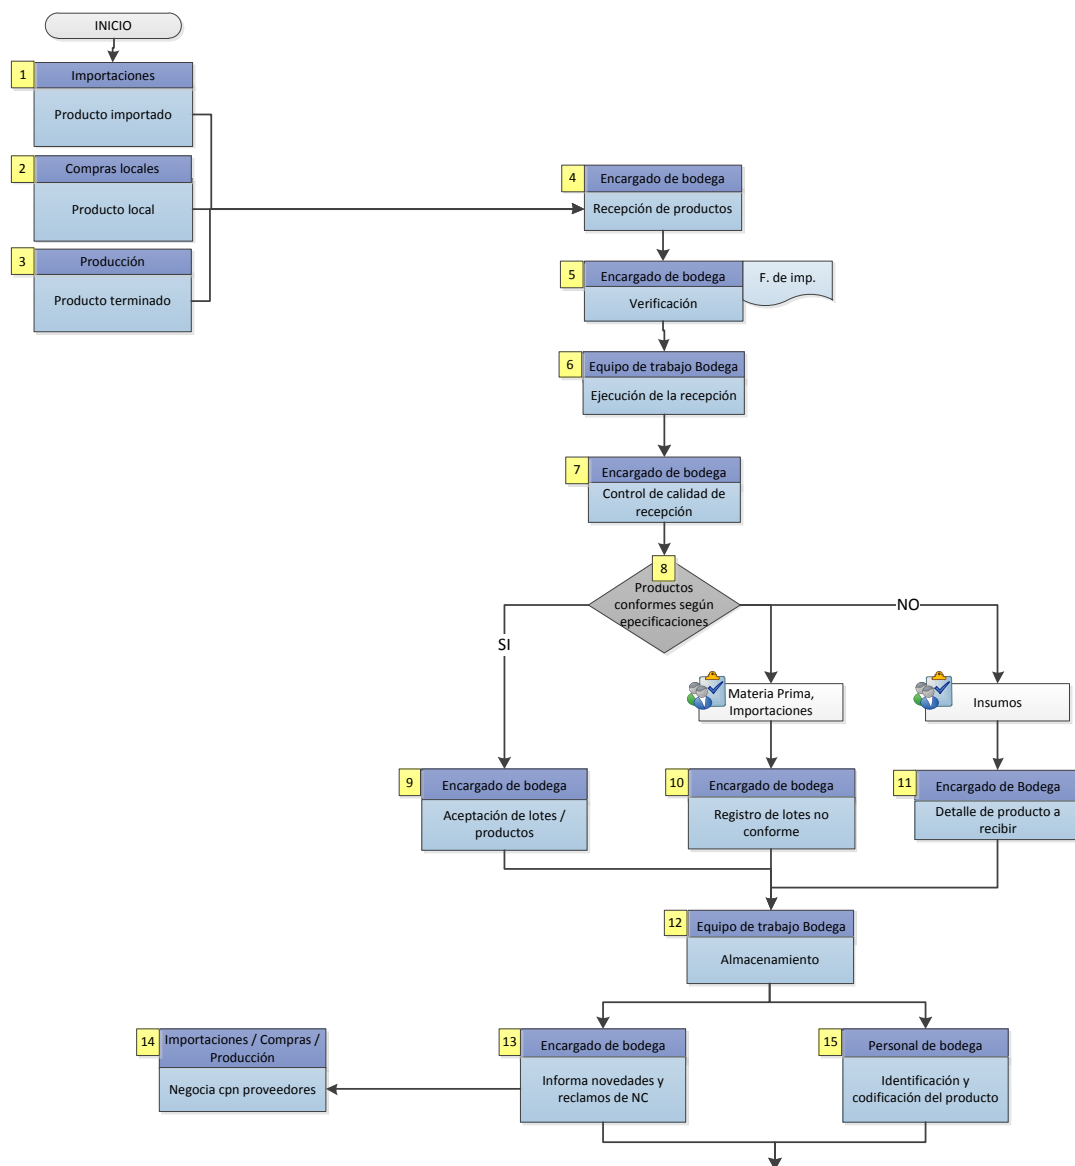 INICIO
1
Importaciones
Producto importado
2
Compras locales
Producto local
3
Producción
Producto terminado
4
Encargado de bodega
Recepción de productos
5
Encargado de bodega
Verificación
F. de imp.
6
Equipo de trabajo Bodega
Ejecución de la recepción
7
Encargado de bodega
Control de calidad de
recepción
8
Productos
conformes según
epecificaciones
SI
NO
Materia Prima,
Importaciones
Insumos
9
Encargado de bodega
Aceptación de lotes /
productos
10
Encargado de bodega
Registro de lotes no
conforme
11
Encargado de Bodega
Detalle de producto a
recibir
12
Equipo de trabajo Bodega
Almacenamiento
14
Importaciones / Compras /
Producción
Negocia cpn proveedores
13
Encargado de bodega
Informa novedades y
reclamos de NC
15
Personal de bodega
Identificación y
codificación del producto